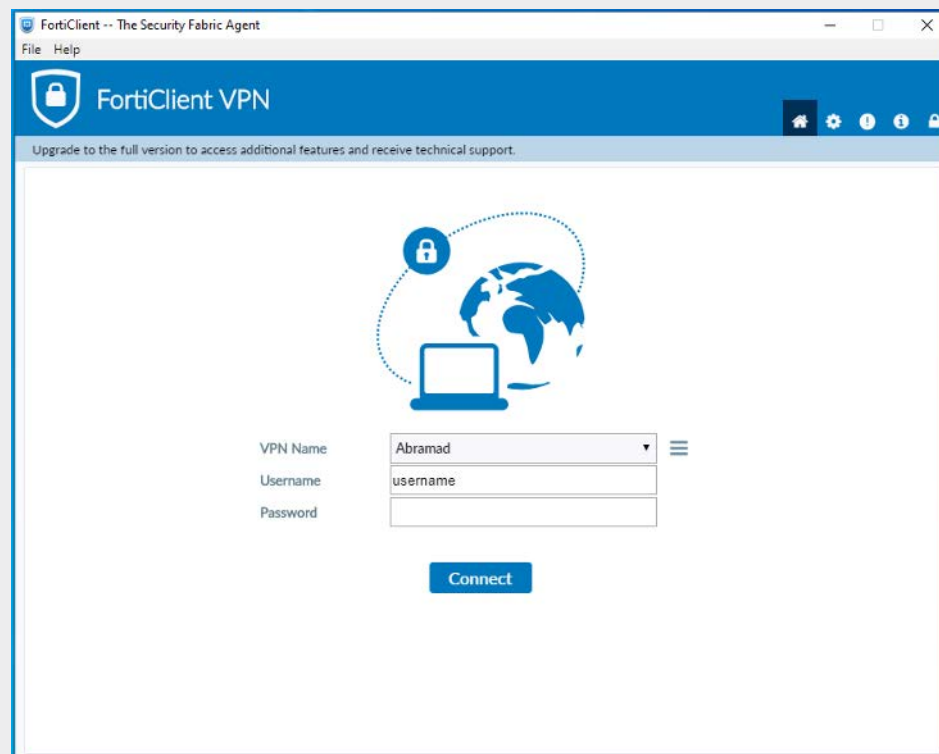 FortiClient -- The Security Fabric Agent
File Help
FortiClient VPN
Upgrade to the full version to access additional features and receive technical support.
VPN Name Abramad
Username username
Password
Connect